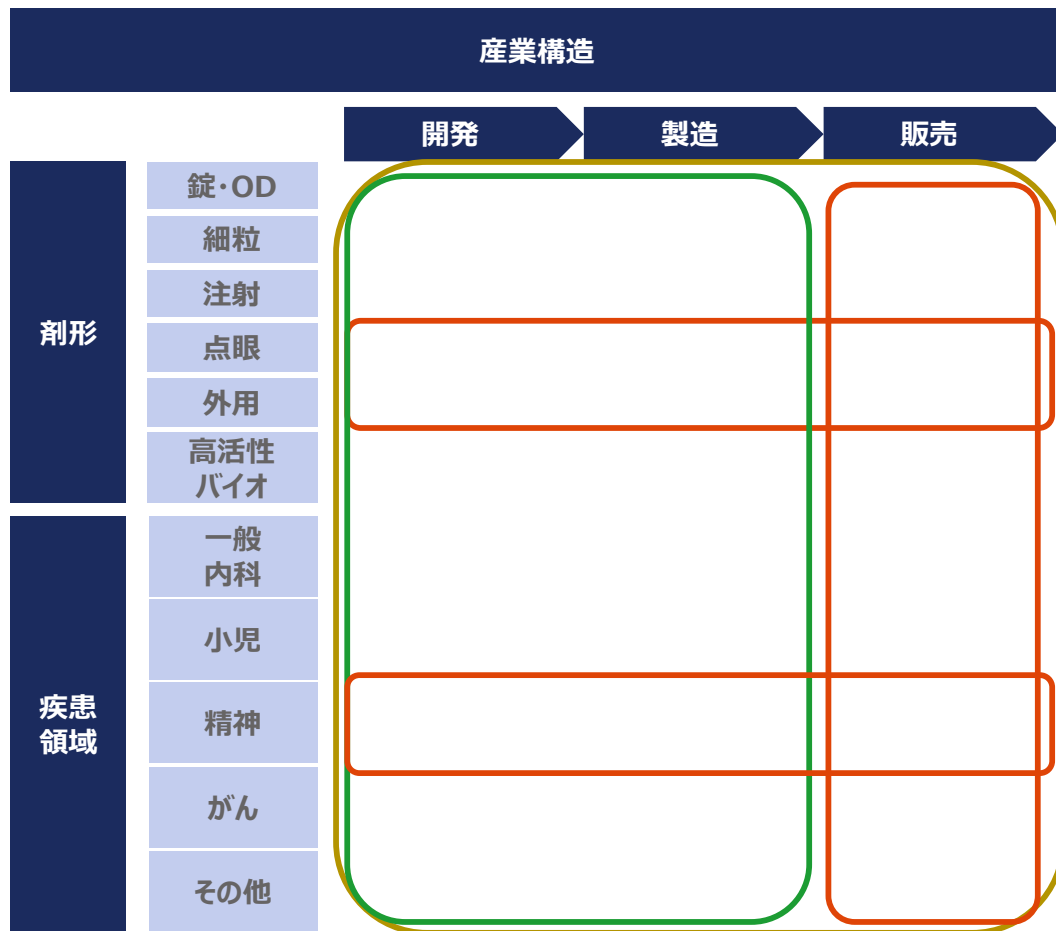 産業構造
開発
製造
販売
剤形
錠・OD
細粒
注射
点眼
外用
高活性
バイオ
疾患
領域
一般
内科
小児
精神
がん
その他